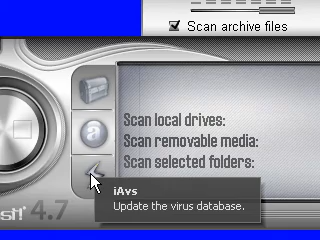 Scan archive files
Scan local drives:
Scan removable media:
Scan selected folders:
a
iAvs
Update the virus database.
st! 4.7